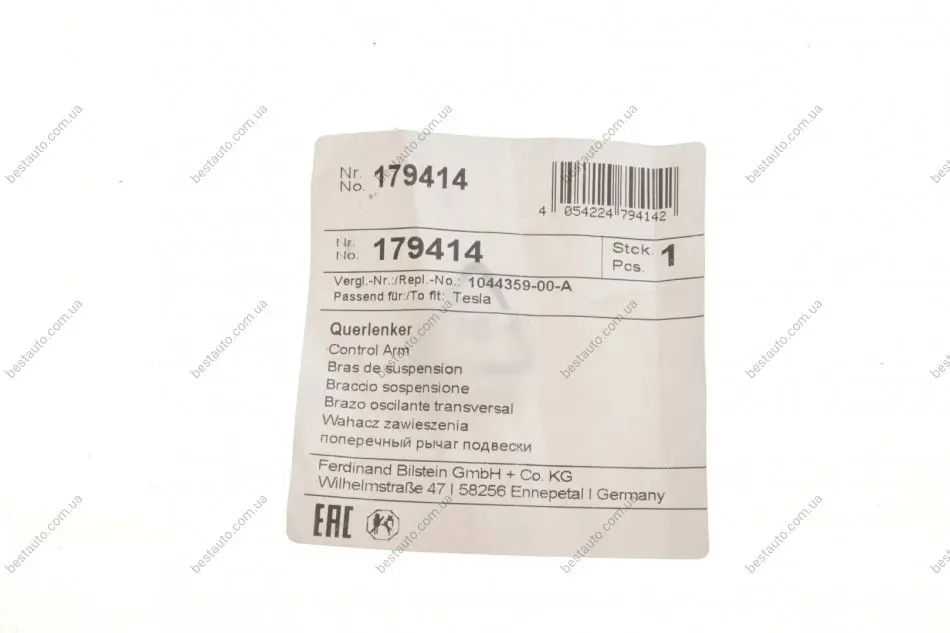 Nr.
No. 179414
4 054224 794142
Nr.
No. 179414
Stck.
Pcs. 1
Vergl.-Nr.:/Repl.-No.: 1044359-00-A
Passend für:/To fit: Tesla
Querlenker
Control Arm
Bras de suspension
Braccio sospensione
Brazo oscilante transversal
Wahacz zawieszenia
поперечный рычаг подвески
Ferdinand Bilstein GmbH + Co. KG
Wilhelmstraße 47 | 58256 Ennepetal | Germany
EAC
bestauto.com.ua